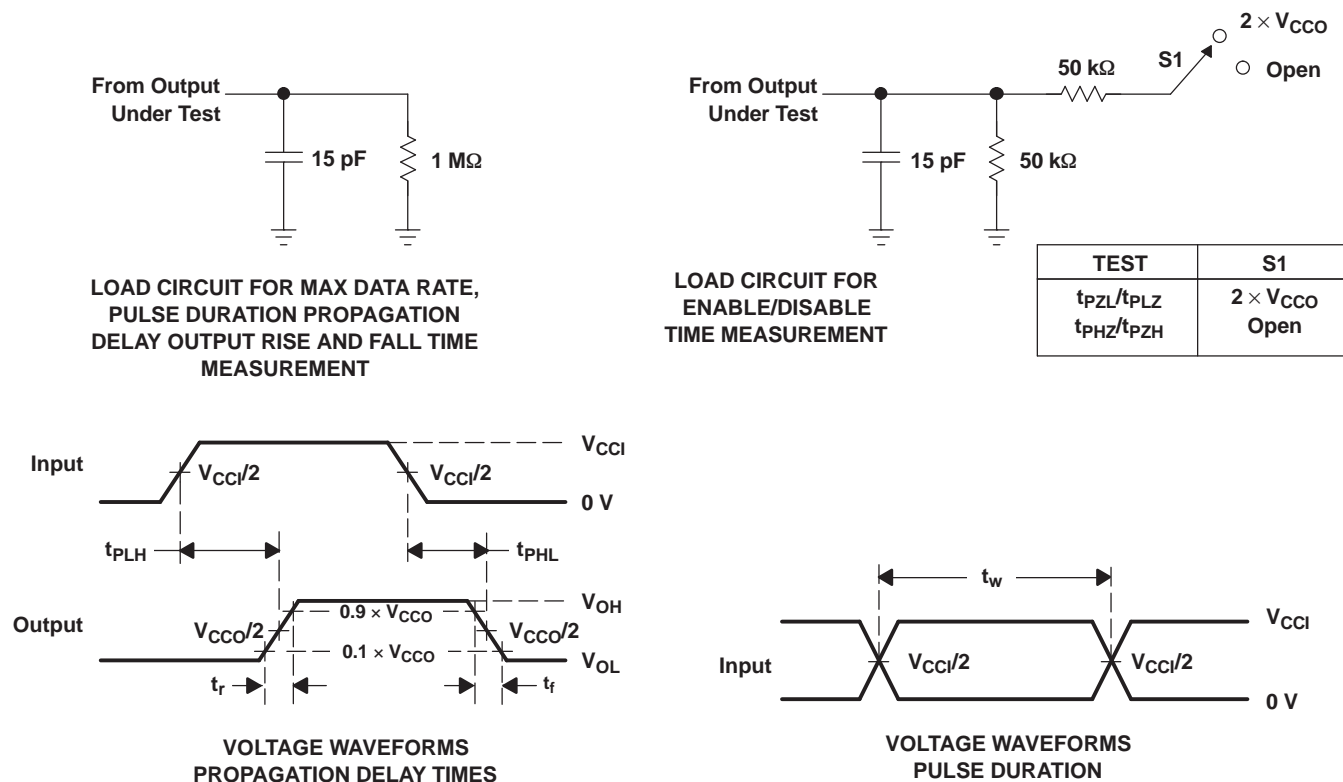 From Output
Under Test
15 pF
1 MΩ
LOAD CIRCUIT FOR MAX DATA RATE,
PULSE DURATION PROPAGATION
DELAY OUTPUT RISE AND FALL TIME
MEASUREMENT
From Output
Under Test
15 pF
50 kΩ
50 kΩ
S1
2 × VCCO
Open
LOAD CIRCUIT FOR
ENABLE/DISABLE
TIME MEASUREMENT
TEST S1
tPZL/tPLZ 2 × VCCO
tPHZ/tPZH Open
Input
VCCI/2
VCCI/2
VCCI
0 V
tPLH
tPHL
Output
VCCO/2
0.9 × VCCO
0.1 × VCCO
VCCO/2
VOH
VOL
tr
tf
VOLTAGE WAVEFORMS
PROPAGATION DELAY TIMES
tw
Input
VCCI/2
VCCI/2
VCCI
0 V
VOLTAGE WAVEFORMS
PULSE DURATION